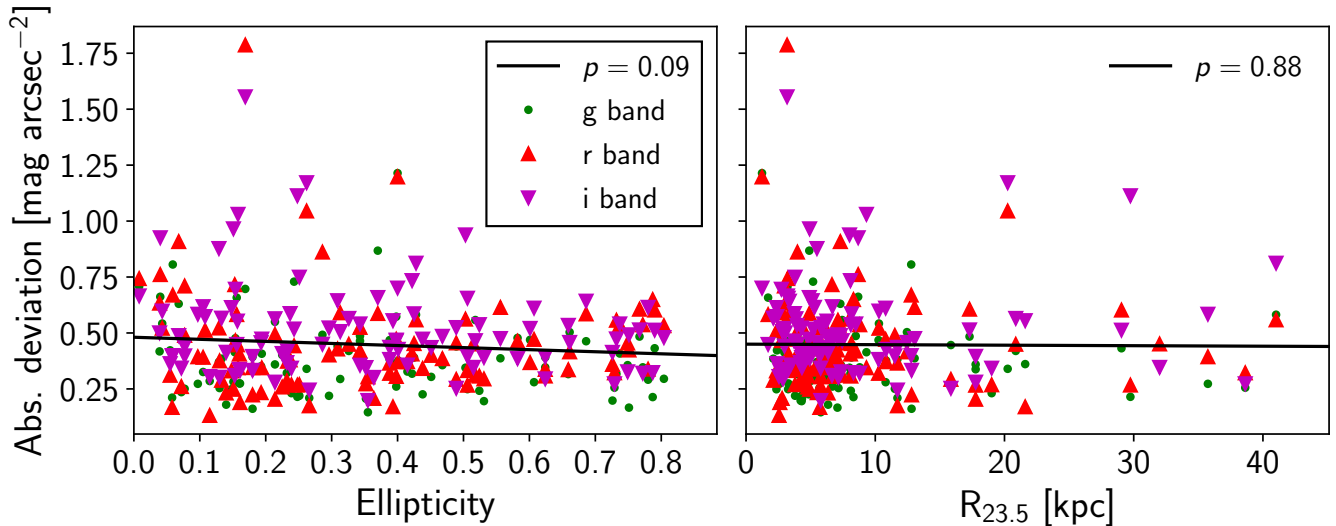 Abs. deviation [mag arcsec⁻²]
1.75
1.50
1.25
1.00
0.75
0.50
0.25
p = 0.09
g band
r band
i band
0.0 0.1 0.2 0.3 0.4 0.5 0.6 0.7 0.8
Ellipticity
p = 0.88
0 10 20 30 40
R₂₃.₅ [kpc]